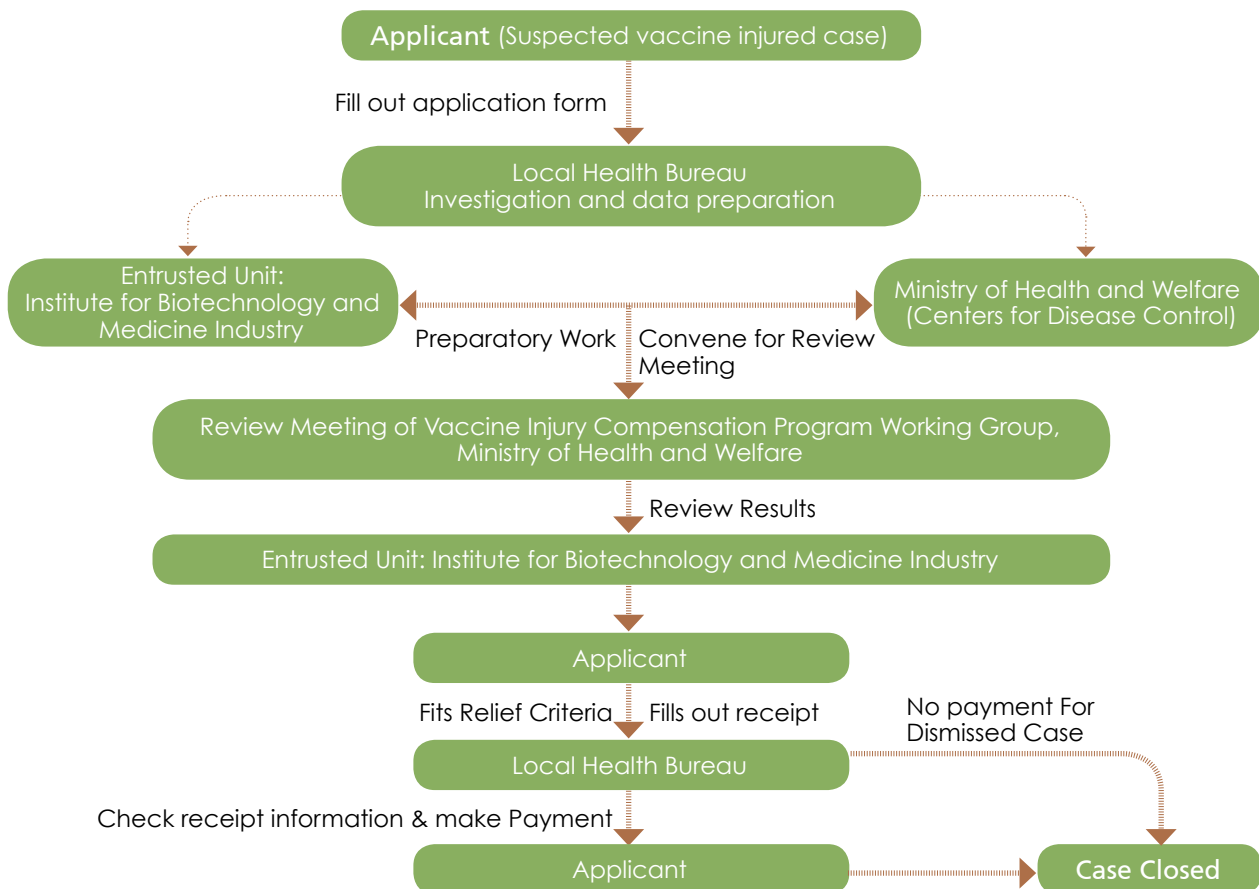 Applicant (Suspected vaccine injured case)
Fill out application form
Local Health Bureau
Investigation and data preparation
Entrusted Unit:
Institute for Biotechnology and
Medicine Industry
Ministry of Health and Welfare
(Centers for Disease Control)
Preparatory Work
Convene for Review
Meeting
Review Meeting of Vaccine Injury Compensation Program Working Group,
Ministry of Health and Welfare
Review Results
Entrusted Unit: Institute for Biotechnology and Medicine Industry
Applicant
Fits Relief Criteria
Fills out receipt
No payment For
Dismissed Case
Local Health Bureau
Check receipt information & make Payment
Applicant
Case Closed